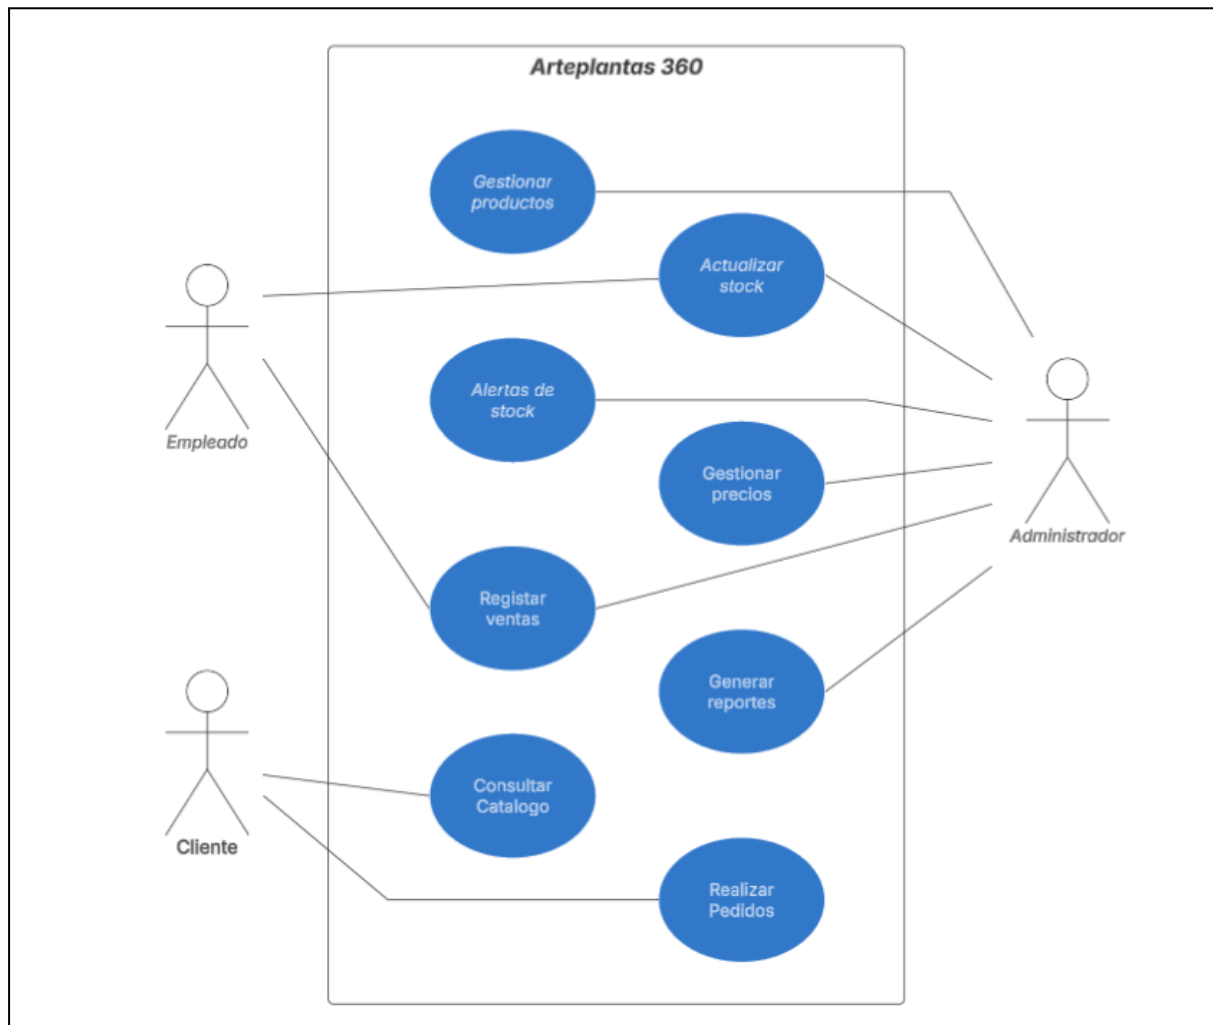 Arteplantas 360
Gestionar
productos
Actualizar
stock
Empleado
Alertas de
stock
Gestionar
precios
Administrador
Registar
ventas
Generar
reportes
Cliente
Consultar
Catalogo
Realizar
Pedidos